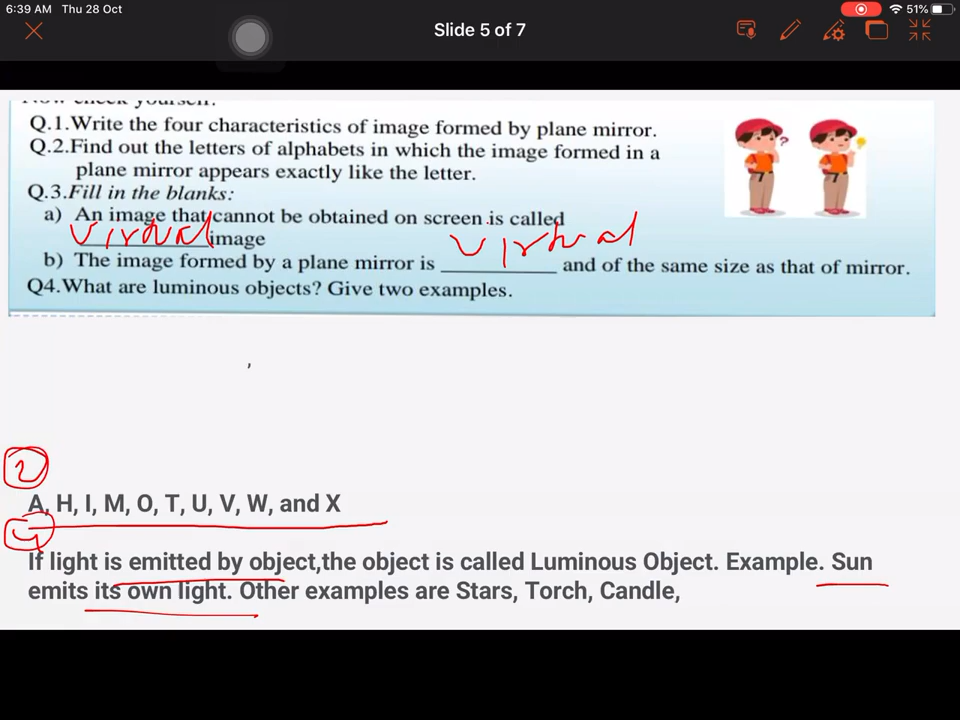 6:39 AM Thu 28 Oct
51%
Slide 5 of 7
Now check yourself:
Q.1.Write the four characteristics of image formed by plane mirror.
Q.2.Find out the letters of alphabets in which the image formed in a
plane mirror appears exactly like the letter.
Q.3.Fill in the blanks:
a) An image that cannot be obtained on screen is called
virtual image
virtual
b) The image formed by a plane mirror is ____________ and of the same size as that of mirror.
Q4.What are luminous objects? Give two examples.
2
A, H, I, M, O, T, U, V, W, and X
4
If light is emitted by object,the object is called Luminous Object. Example. Sun
emits its own light. Other examples are Stars, Torch, Candle,